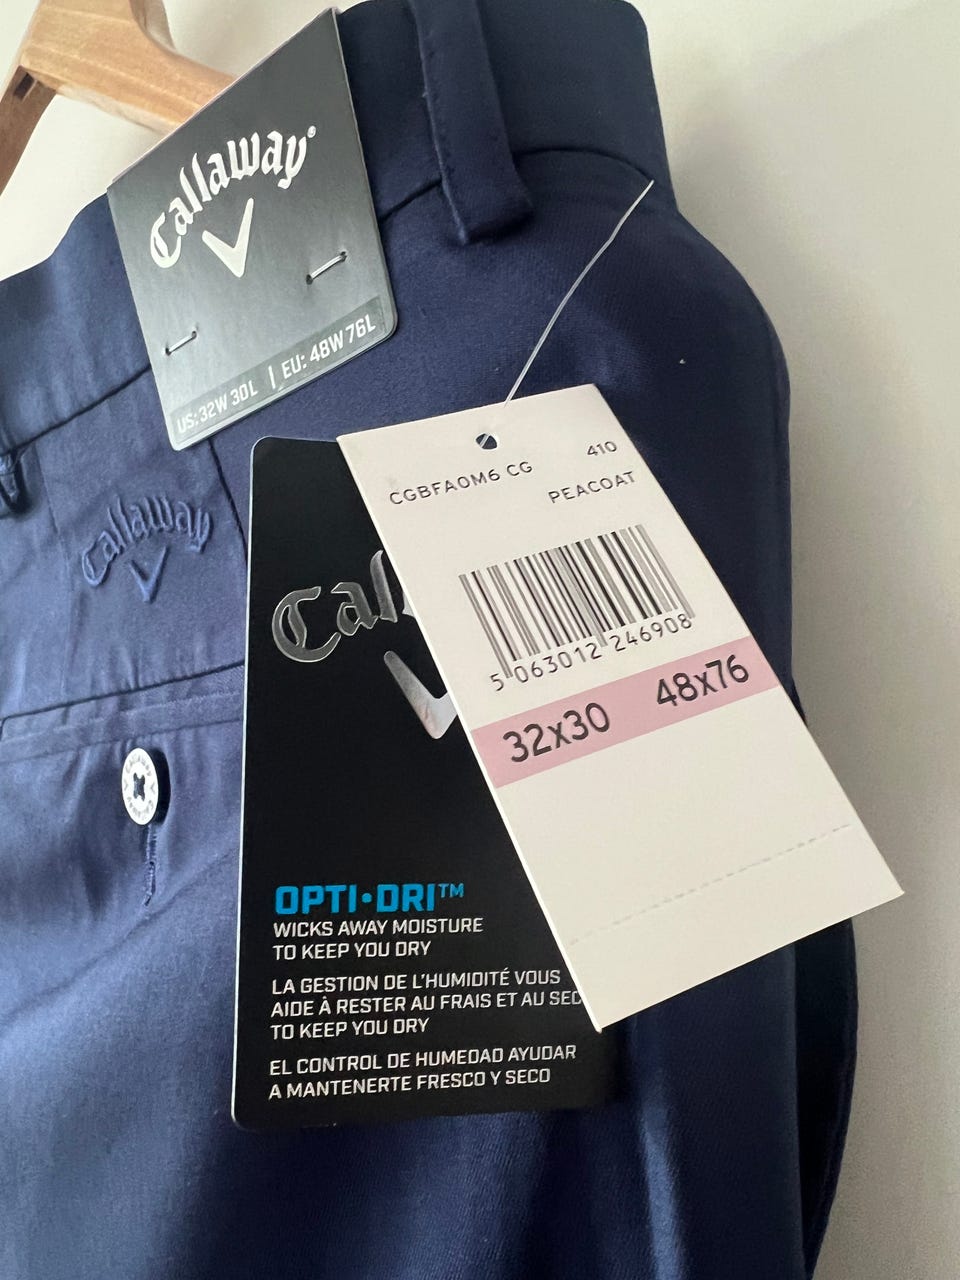 Callaway®
US: 32W 30L | EU: 48W 76L
Callaway
CALLAWAY
CGBFA0M6 CG 410
PEACOAT
5 063012 246908
32x30 48x76
Cal
OPTI•DRI™
WICKS AWAY MOISTURE
TO KEEP YOU DRY
LA GESTION DE L'HUMIDITÉ VOUS
AIDE À RESTER AU FRAIS ET AU SEC
TO KEEP YOU DRY
EL CONTROL DE HUMEDAD AYUDAR
A MANTENERTE FRESCO Y SECO